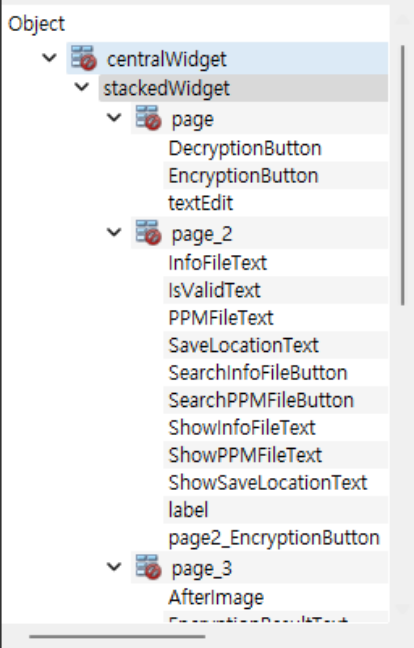 Object
centralWidget
stackedWidget
page
DecryptionButton
EncryptionButton
textEdit
page_2
InfoFileText
IsValidText
PPMFileText
SaveLocationText
SearchInfoFileButton
SearchPPMFileButton
ShowInfoFileText
ShowPPMFileText
ShowSaveLocationText
label
page2_EncryptionButton
page_3
AfterImage
EncryptionResultText